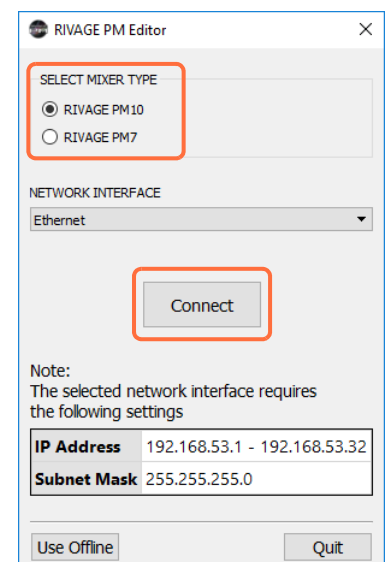 RIVAGE PM Editor
SELECT MIXER TYPE
RIVAGE PM10
RIVAGE PM7
NETWORK INTERFACE
Ethernet
Connect
Note:
The selected network interface requires
the following settings
IP Address 192.168.53.1 - 192.168.53.32
Subnet Mask 255.255.255.0
Use Offline Quit